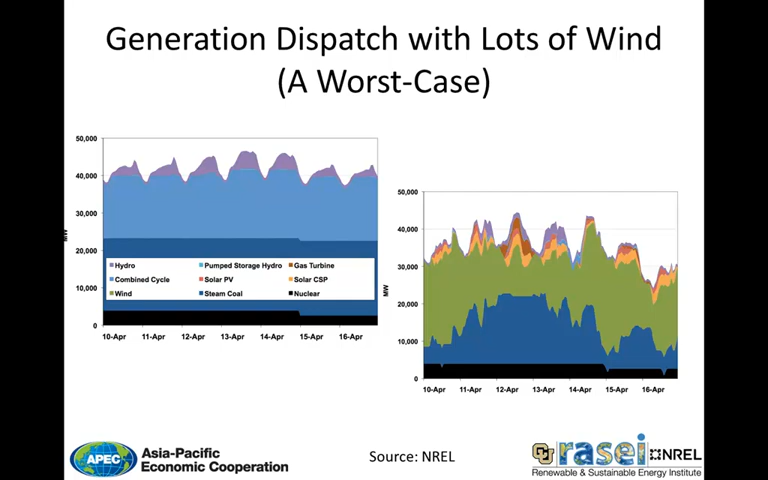 Generation Dispatch with Lots of Wind
(A Worst-Case)
50,000
40,000
30,000
20,000
10,000
0
MW
Hydro
Pumped Storage Hydro
Gas Turbine
Combined Cycle
Solar PV
Solar CSP
Wind
Steam Coal
Nuclear
10-Apr 11-Apr 12-Apr 13-Apr 14-Apr 15-Apr 16-Apr
50,000
40,000
30,000
20,000
10,000
0
MW
10-Apr 11-Apr 12-Apr 13-Apr 14-Apr 15-Apr 16-Apr
APEC
Asia-Pacific
Economic Cooperation
Source: NREL
CU
rasei
NREL
Renewable & Sustainable Energy Institute